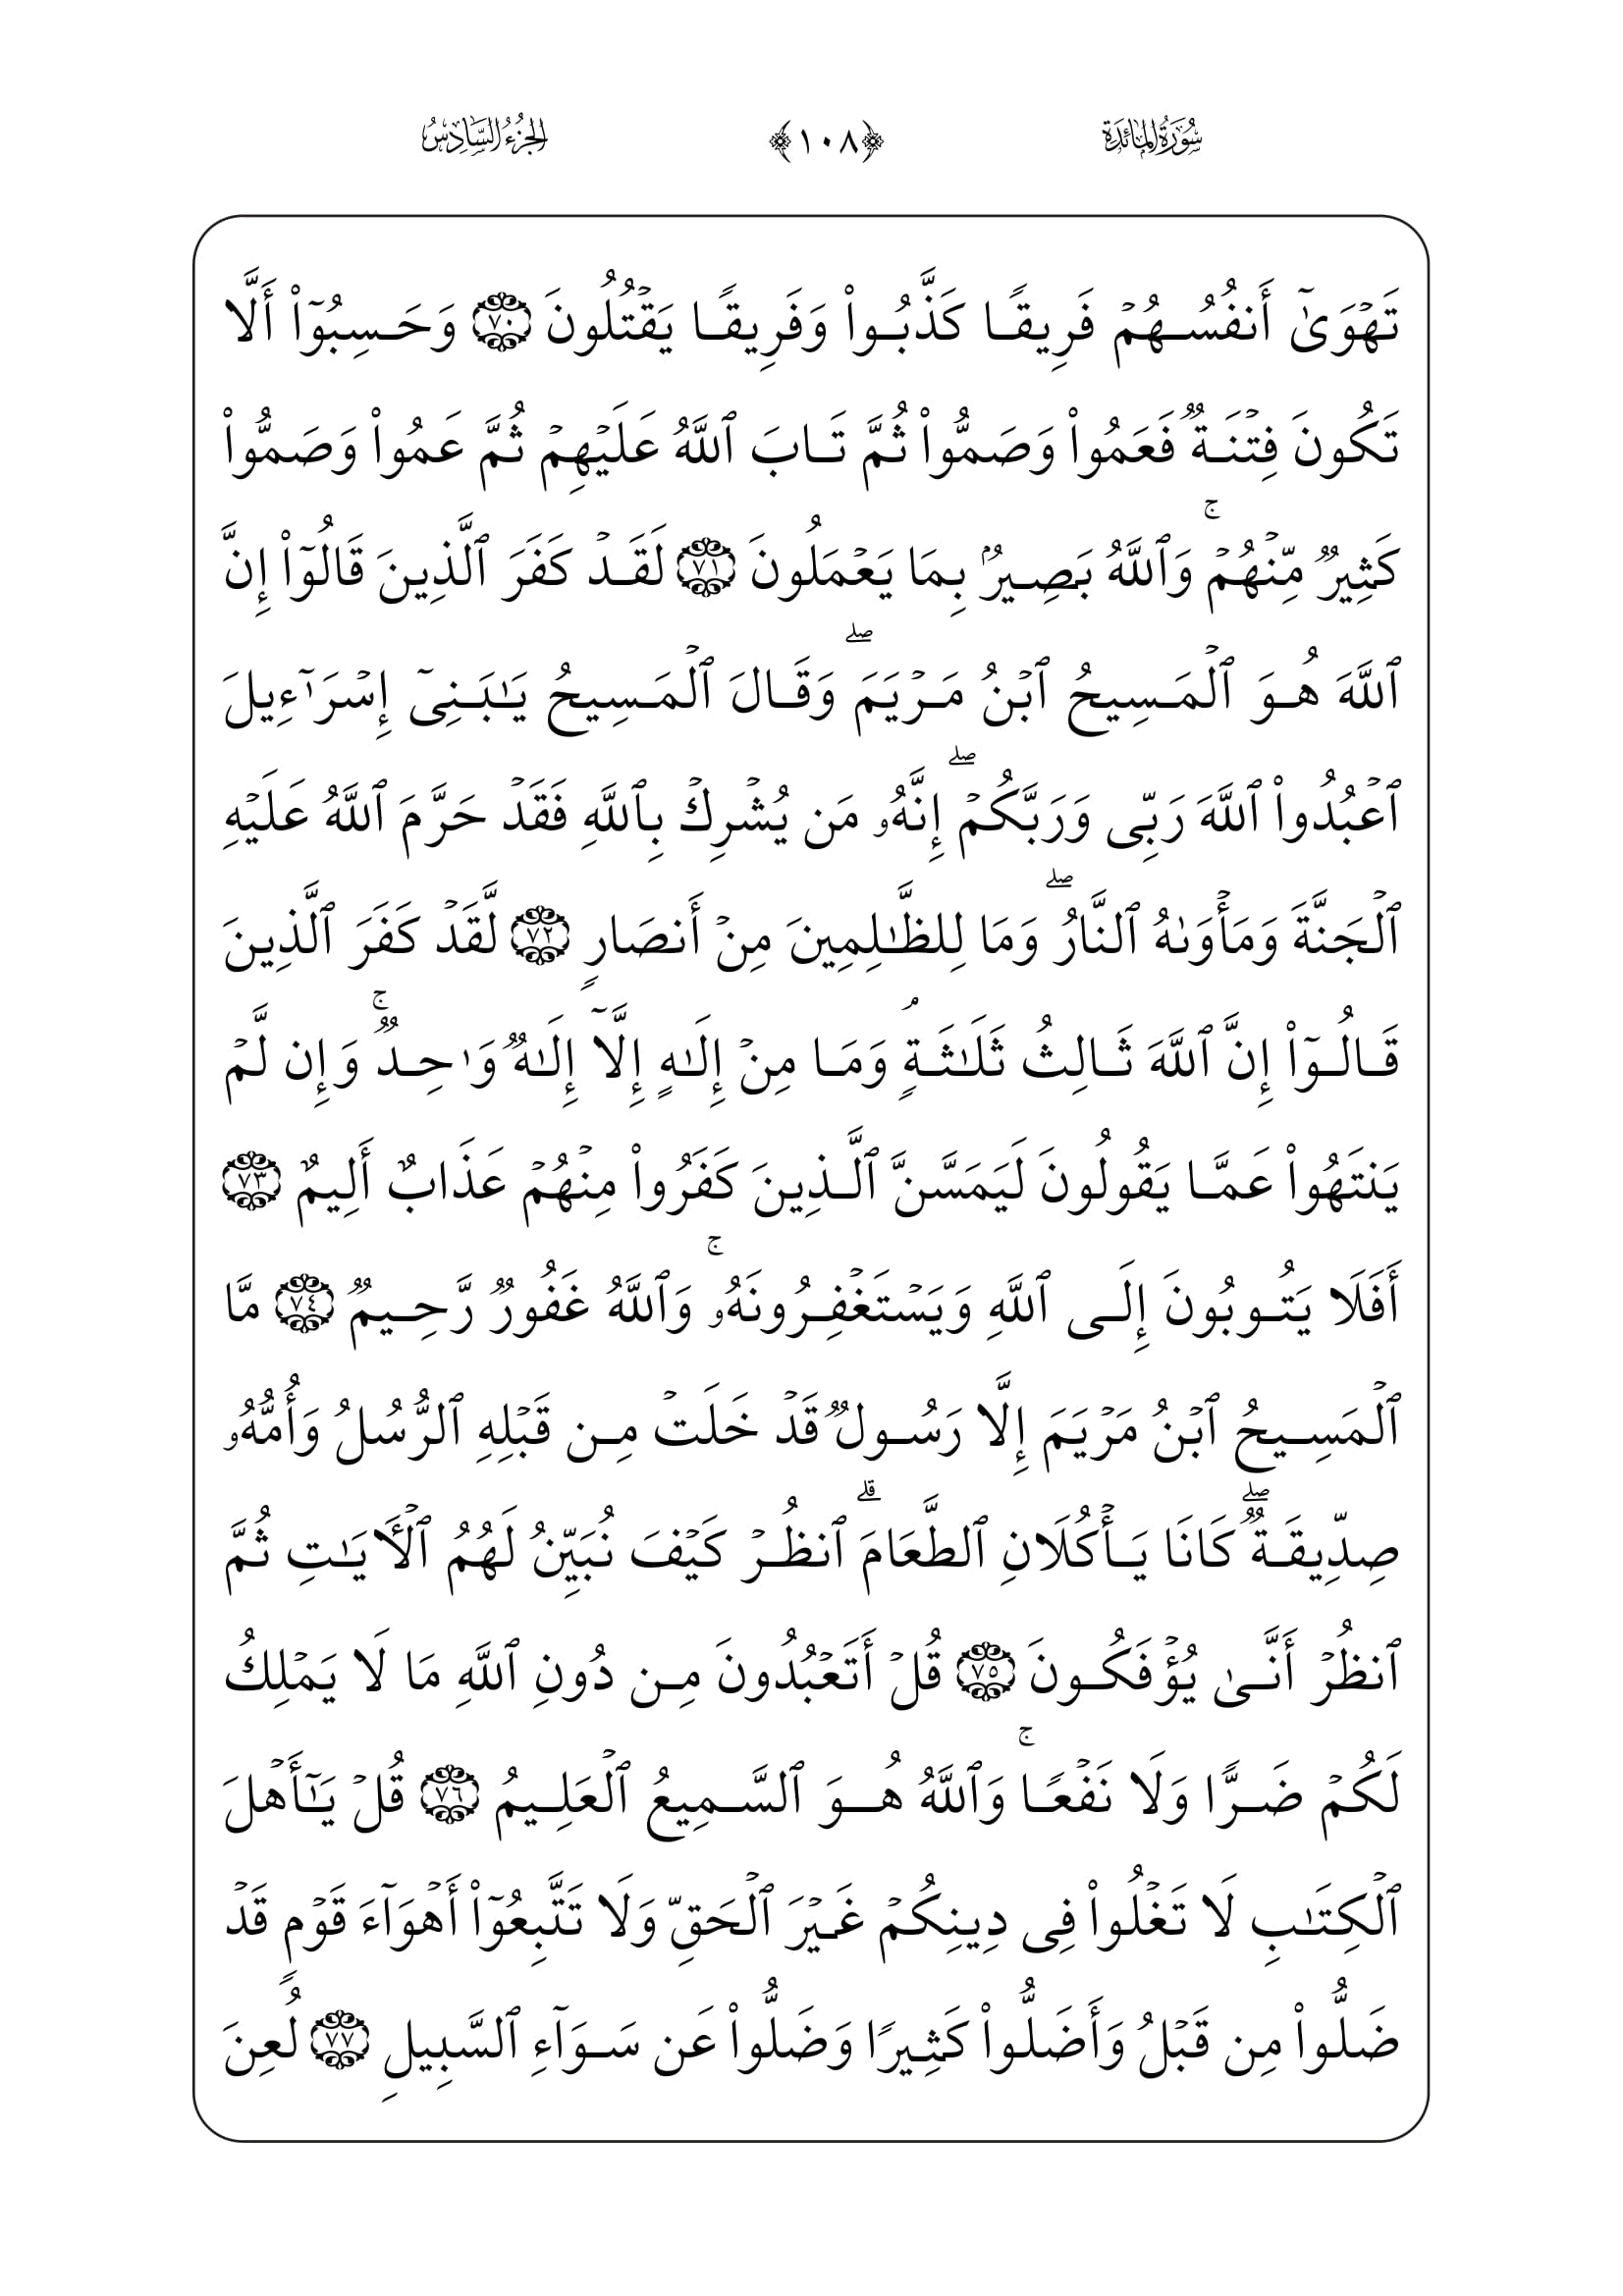 سُورَةُ المَائدَة ﴿١٠٨﴾ الجُزْءُ السَّادِسُ
تَهۡوَىٰٓ أَنفُسُهُمۡ فَرِيقًا كَذَّبُواْ وَفَرِيقًا يَقۡتُلُونَ ٧٠ وَحَسِبُوٓاْ أَلَّا
تَكُونَ فِتۡنَةٞ فَعَمُواْ وَصَمُّواْ ثُمَّ تَابَ ٱللَّهُ عَلَيۡهِمۡ ثُمَّ عَمُواْ وَصَمُّواْ
كَثِيرٞ مِّنۡهُمۡۚ وَٱللَّهُ بَصِيرُۢ بِمَا يَعۡمَلُونَ ٧١ لَقَدۡ كَفَرَ ٱلَّذِينَ قَالُوٓاْ إِنَّ
ٱللَّهَ هُوَ ٱلۡمَسِيحُ ٱبۡنُ مَرۡيَمَۖ وَقَالَ ٱلۡمَسِيحُ يَٰبَنِىٓ إِسۡرَٰٓءِيلَ
ٱعۡبُدُواْ ٱللَّهَ رَبِّى وَرَبَّكُمۡۖ إِنَّهُۥ مَن يُشۡرِكۡ بِٱللَّهِ فَقَدۡ حَرَّمَ ٱللَّهُ عَلَيۡهِ
ٱلۡجَنَّةَ وَمَأۡوَىٰهُ ٱلنَّارُۖ وَمَا لِلظَّٰلِمِينَ مِنۡ أَنصَارٖ ٧٢ لَّقَدۡ كَفَرَ ٱلَّذِينَ
قَالُوٓاْ إِنَّ ٱللَّهَ ثَالِثُ ثَلَٰثَةٖۘ وَمَا مِنۡ إِلَٰهٍ إِلَّآ إِلَٰهٞ وَٰحِدٞۚ وَإِن لَّمۡ
يَنتَهُواْ عَمَّا يَقُولُونَ لَيَمَسَّنَّ ٱلَّذِينَ كَفَرُواْ مِنۡهُمۡ عَذَابٌ أَلِيمٌ ٧٣
أَفَلَا يَتُوبُونَ إِلَى ٱللَّهِ وَيَسۡتَغۡفِرُونَهُۥۚ وَٱللَّهُ غَفُورٞ رَّحِيمٞ ٧٤ مَّا
ٱلۡمَسِيحُ ٱبۡنُ مَرۡيَمَ إِلَّا رَسُولٞ قَدۡ خَلَتۡ مِن قَبۡلِهِ ٱلرُّسُلُ وَأُمُّهُۥ
صِدِّيقَةٞۖ كَانَا يَأۡكُلَانِ ٱلطَّعَامَۗ ٱنظُرۡ كَيۡفَ نُبَيِّنُ لَهُمُ ٱلۡأٓيَٰتِ ثُمَّ
ٱنظُرۡ أَنَّىٰ يُؤۡفَكُونَ ٧٥ قُلۡ أَتَعۡبُدُونَ مِن دُونِ ٱللَّهِ مَا لَا يَمۡلِكُ
لَكُمۡ ضَرًّا وَلَا نَفۡعًاۚ وَٱللَّهُ هُوَ ٱلسَّمِيعُ ٱلۡعَلِيمُ ٧٦ قُلۡ يَٰٓأَهۡلَ
ٱلۡكِتَٰبِ لَا تَغۡلُواْ فِى دِينِكُمۡ غَيۡرَ ٱلۡحَقِّ وَلَا تَتَّبِعُوٓاْ أَهۡوَآءَ قَوۡمٖ قَدۡ
ضَلُّواْ مِن قَبۡلُ وَأَضَلُّواْ كَثِيرًا وَضَلُّواْ عَن سَوَآءِ ٱلسَّبِيلِ ٧٧ لُعِنَ